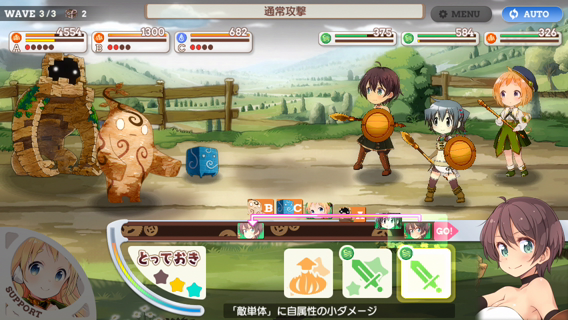 WAVE 3/3 2
通常攻撃
MENU
AUTO
4554
A
1300
B
682
C
375
584
326
B C
GO!
とっておき
SUPPORT
「敵単体」に自属性の小ダメージ